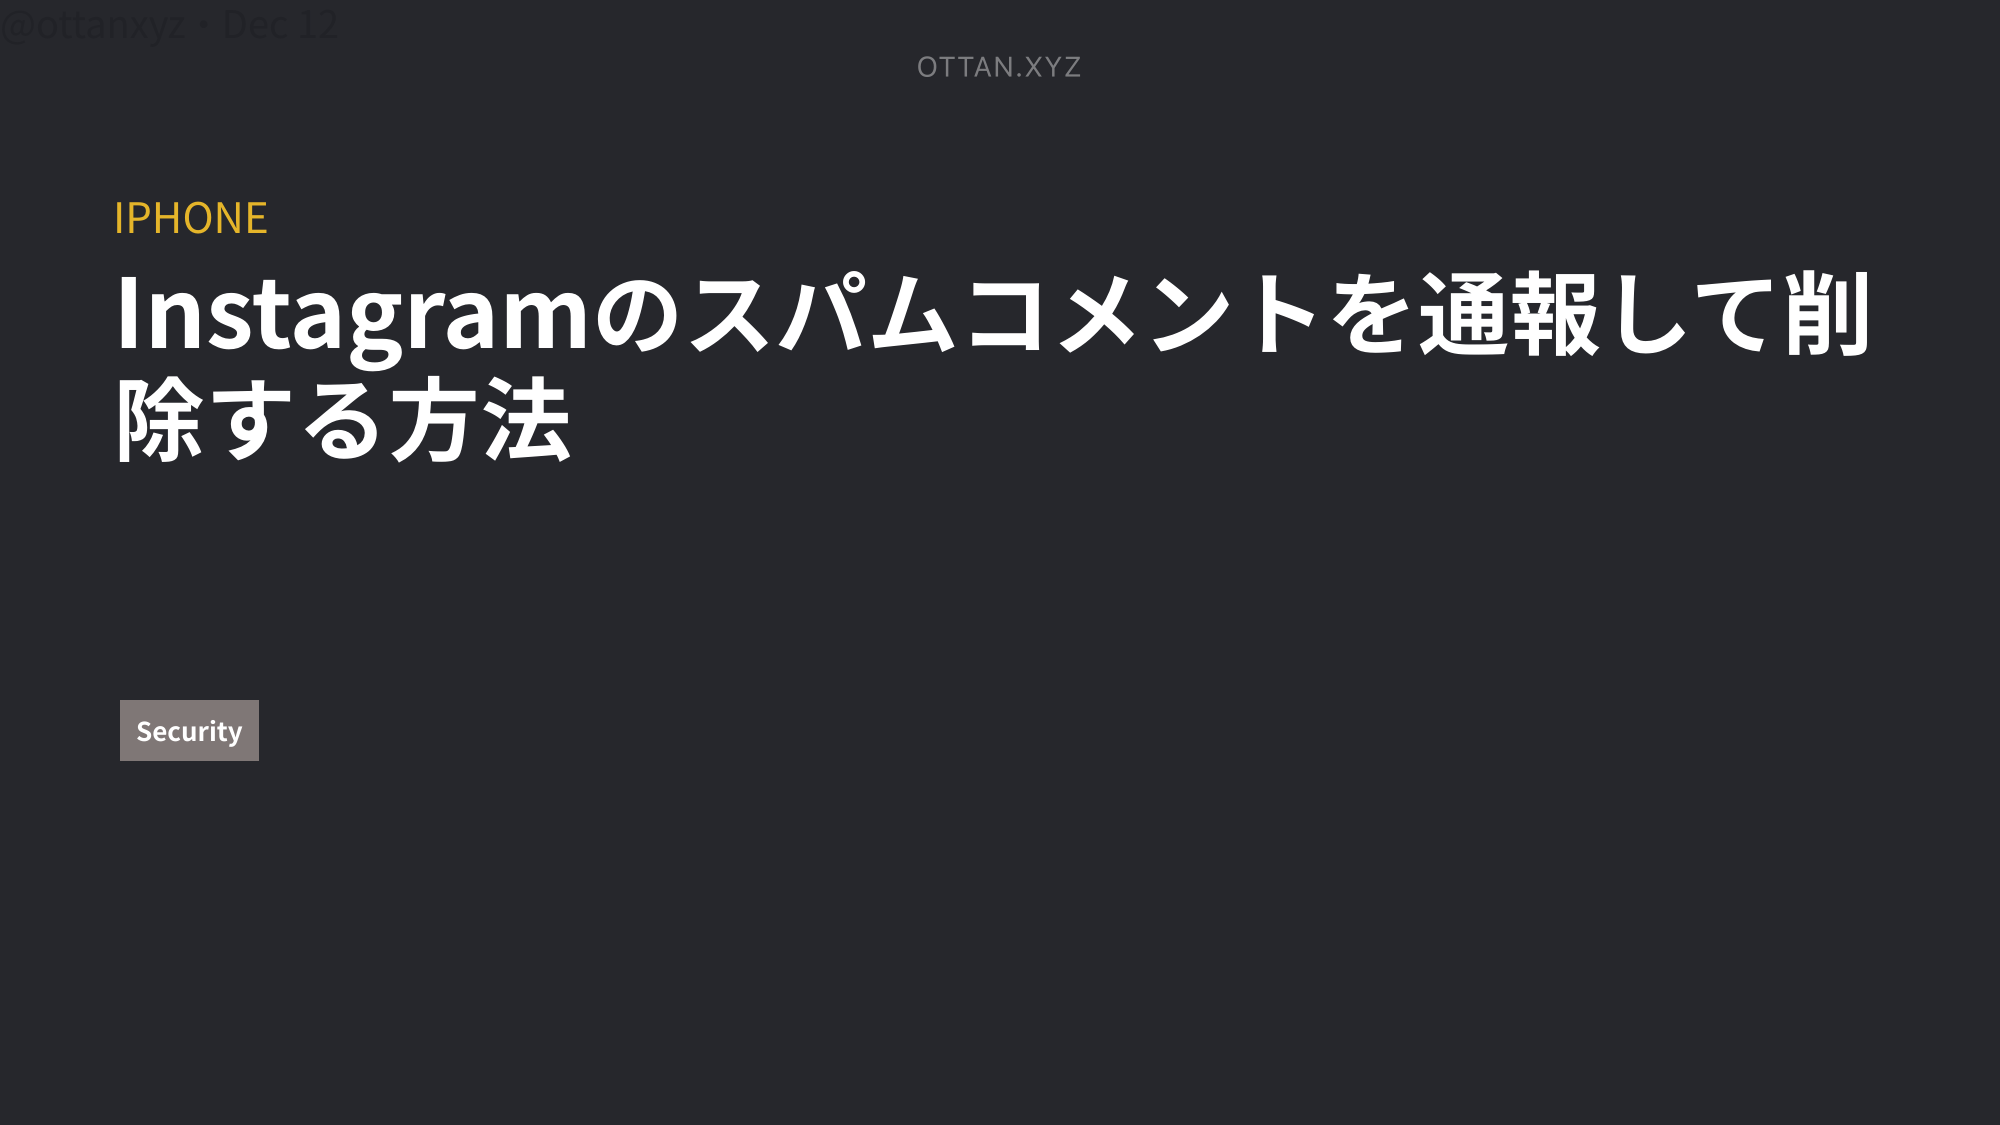 @ottanxyz・Dec 12
OTTAN.XYZ
IPHONE
Instagramのスパムコメントを通報して削
除する方法
Security